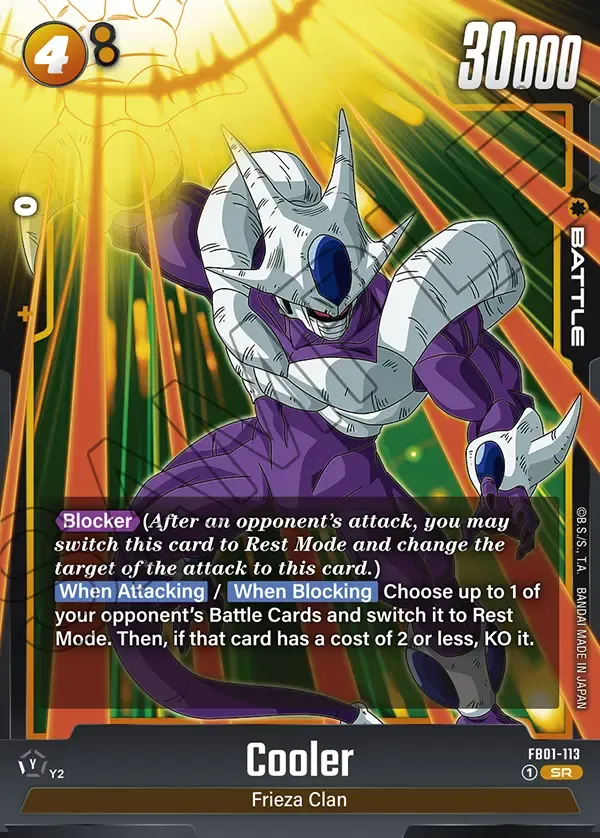 4
30000
0
+
BATTLE
SAMPLE
Blocker (After an opponent's attack, you may
switch this card to Rest Mode and change the
target of the attack to this card.)
When Attacking / When Blocking Choose up to 1 of
your opponent's Battle Cards and switch it to Rest
Mode. Then, if that card has a cost of 2 or less, KO it.
©B.S./S., T.A. BANDAI MADE IN JAPAN
Y Y2
Cooler
FB01-113
1 SR
Frieza Clan